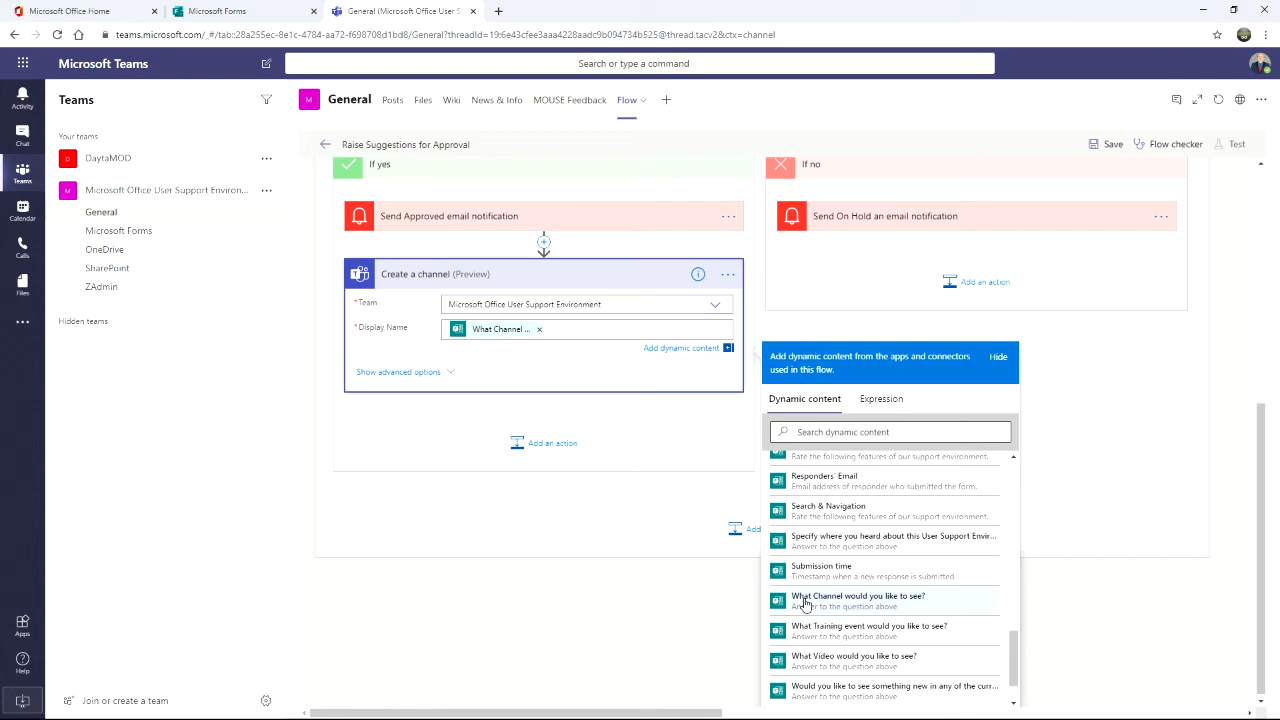 Microsoft Office Home
Microsoft Forms
General (Microsoft Office User S
teams.microsoft.com/_#/tab::28a255ec-8e1c-4784-aa72-f698708d1bd8/General?threadId=19:6e43cfee3aaa4228aadc9b094734b525@thread.tacv2&ctx=channel
Microsoft Teams
Search or type a command
Activity
Chat
Teams
Calendar
Calls
Files
Apps
Help
Teams
Your teams
D DaytaMOD
M Microsoft Office User Support Environ...
General
Microsoft Forms
OneDrive
SharePoint
ZAdmin
Hidden teams
Join or create a team
M General Posts Files Wiki News & Info MOUSE Feedback Flow
Raise Suggestions for Approval
Save Flow checker Test
If yes
If no
Send Approved email notification
Send On Hold an email notification
Create a channel (Preview)
Add an action
* Team Microsoft Office User Support Environment
* Display Name What Channel ... ×
Add dynamic content
Show advanced options
Add an action
Add
Add dynamic content from the apps and connectors used in this flow. Hide
Dynamic content Expression
Search dynamic content
Rate the following features of our support environment.
Responders' Email
Email address of responder who submitted the form.
Search & Navigation
Rate the following features of our support environment.
Specify where you heard about this User Support Envir...
Answer to the question above
Submission time
Timestamp when a new response is submitted
What Channel would you like to see?
Answer to the question above
What Training event would you like to see?
Answer to the question above
What Video would you like to see?
Answer to the question above
Would you like to see something new in any of the curr...
Answer to the question above